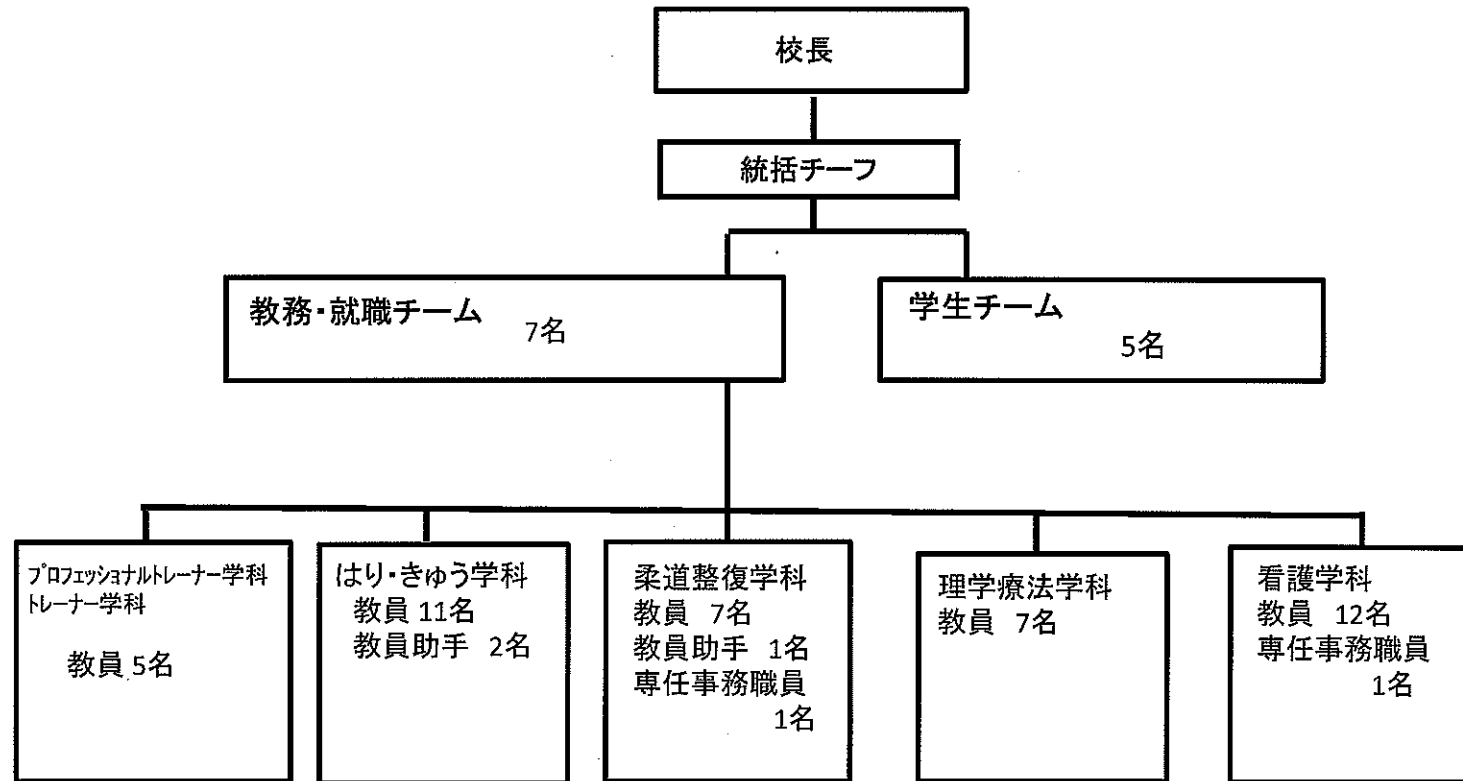 校長
統括チーフ
教務・就職チーム
7名
学生チーム
5名
プロフェッショナルトレーナー学科
トレーナー学科
教員 5名
はり・きゅう学科
教員 11名
教員助手 2名
柔道整復学科
教員 7名
教員助手 1名
専任事務職員
1名
理学療法学科
教員 7名
看護学科
教員 12名
専任事務職員
1名